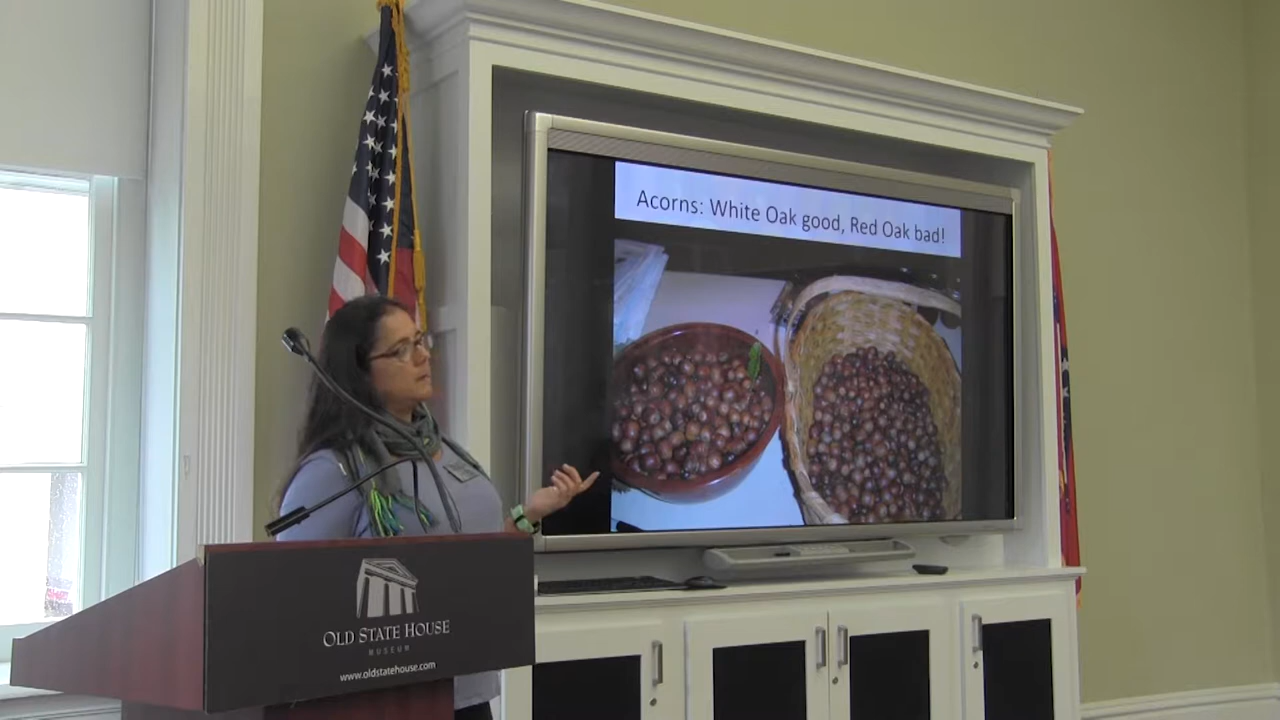 Acorns: White Oak good, Red Oak bad!
OLD STATE HOUSE
MUSEUM
www.oldstatehouse.com